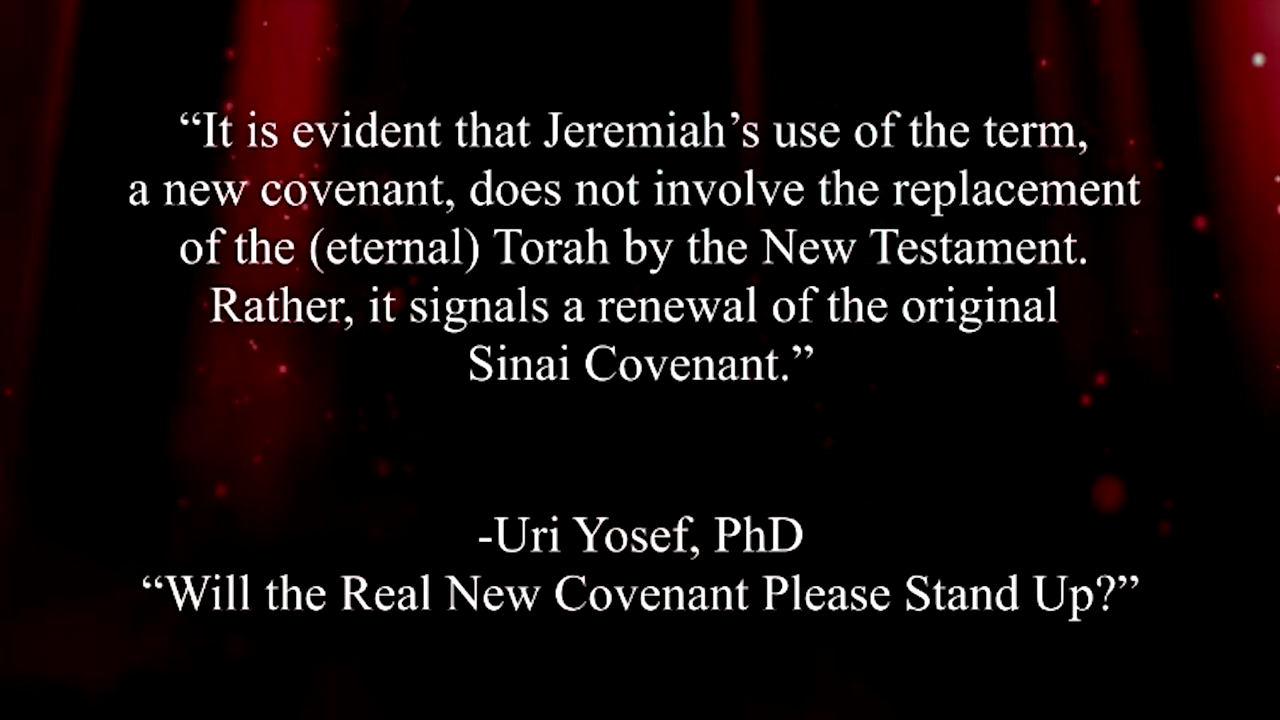 “It is evident that Jeremiah’s use of the term,
a new covenant, does not involve the replacement
of the (eternal) Torah by the New Testament.
Rather, it signals a renewal of the original
Sinai Covenant.”
-Uri Yosef, PhD
“Will the Real New Covenant Please Stand Up?”